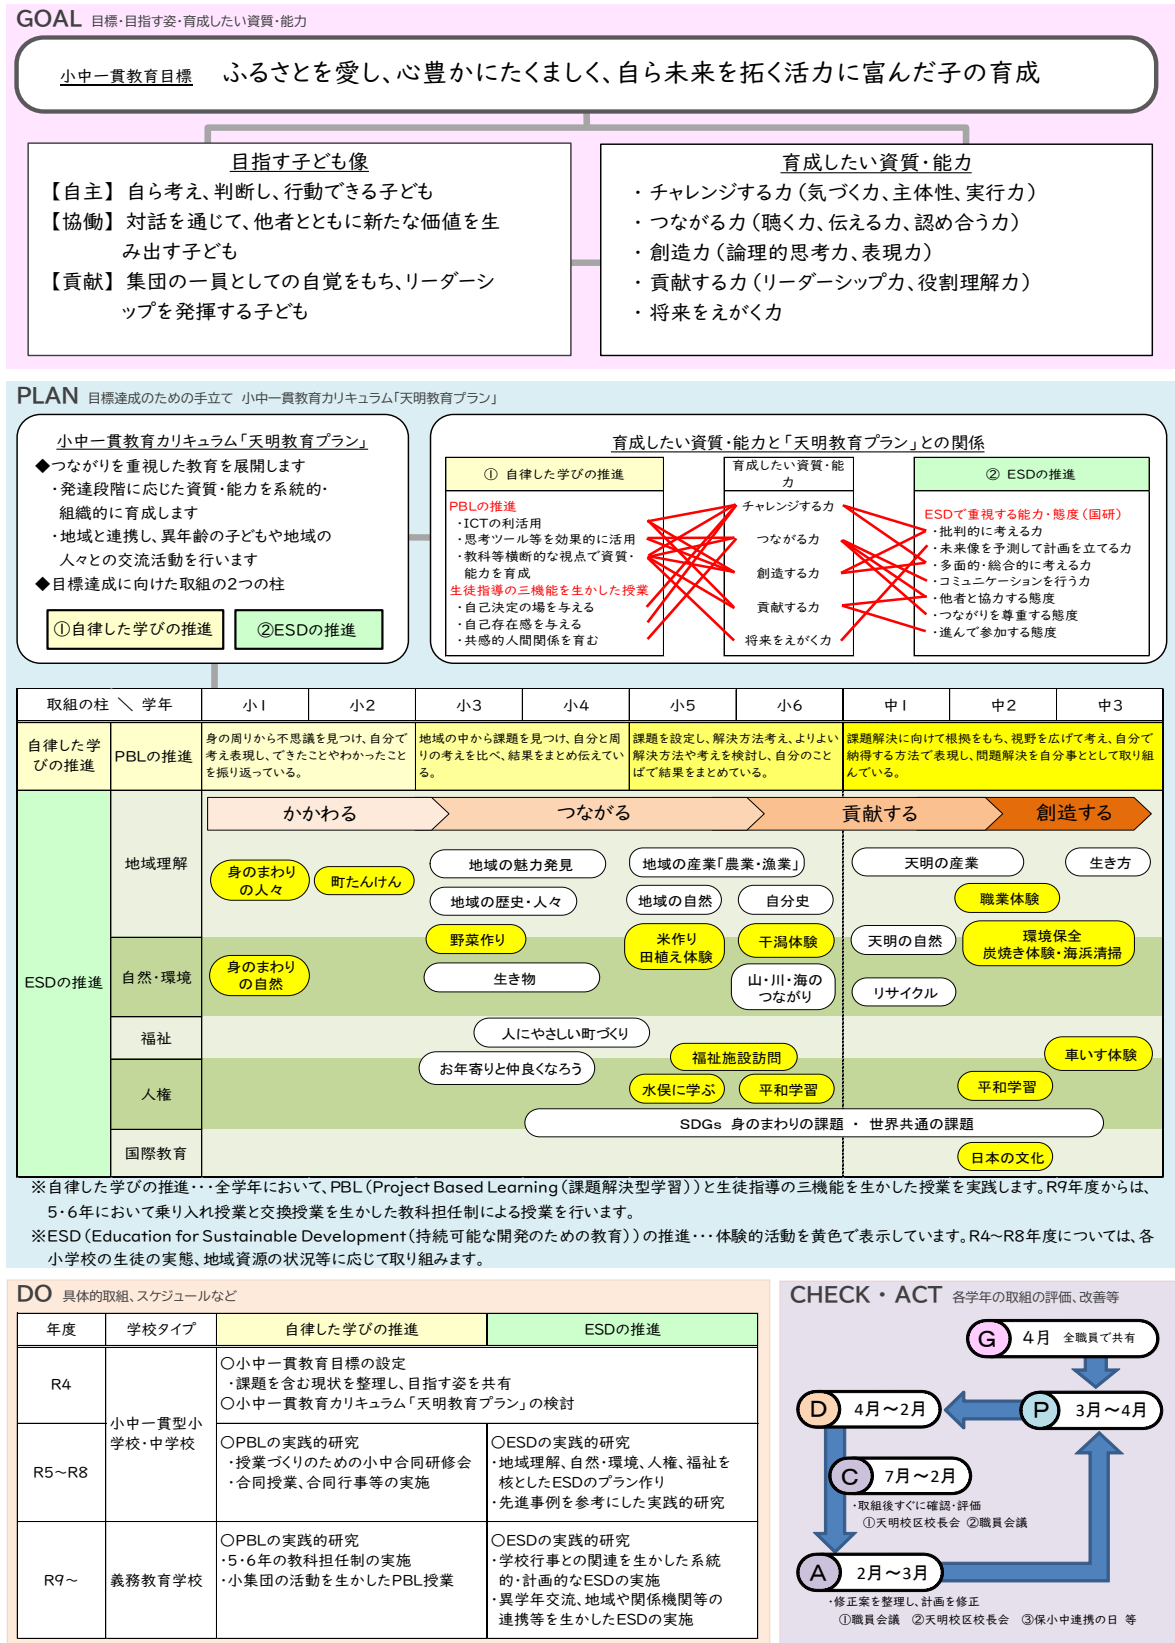 GOAL 目標・目指す姿・育成したい資質・能力
小中一貫教育目標 ふるさとを愛し、心豊かにたくましく、自ら未来を拓く活力に富んだ子の育成
目指す子ども像
【自主】 自ら考え、判断し、行動できる子ども
【協働】 対話を通じて、他者とともに新たな価値を生
み出す子ども
【貢献】 集団の一員としての自覚をもち、リーダーシ
ップを発揮する子ども
育成したい資質・能力
・ チャレンジする力（気づく力、主体性、実行力）
・ つながる力（聴く力、伝える力、認め合う力）
・ 創造力（論理的思考力、表現力）
・ 貢献する力（リーダーシップ力、役割理解力）
・ 将来をえがく力
PLAN 目標達成のための手立て 小中一貫教育カリキュラム「天明教育プラン」
小中一貫教育カリキュラム「天明教育プラン」
◆つながりを重視した教育を展開します
・発達段階に応じた資質・能力を系統的・
組織的に育成します
・地域と連携し、異年齢の子どもや地域の
人々との交流活動を行います
◆目標達成に向けた取組の2つの柱
①自律した学びの推進
②ESDの推進
育成したい資質・能力と「天明教育プラン」との関係
① 自律した学びの推進
PBLの推進
・ICTの利活用
・思考ツール等を効果的に活用
・教科等横断的な視点で資質・
能力を育成
生徒指導の三機能を生かした授業
・自己決定の場を与える
・自己存在感を与える
・共感的人間関係を育む
育成したい資質・能
力
チャレンジする力
つながる力
創造する力
貢献する力
将来をえがく力
② ESDの推進
ESDで重視する能力・態度（国研）
・批判的に考える力
・未来像を予測して計画を立てる力
・多面的・総合的に考える力
・コミュニケーションを行う力
・他者と協力する態度
・つながりを尊重する態度
・進んで参加する態度
取組の柱 ＼ 学年 小1 小2 小3 小4 小5 小6 中1 中2 中3
自律した学
びの推進
PBLの推進
身の周りから不思議を見つけ、自分で
考え表現し、できたことやわかったこと
を振り返っている。
地域の中から課題を見つけ、自分と周
りの考えを比べ、結果をまとめ伝えてい
る。
課題を設定し、解決方法考え、よりよい
解決方法や考えを検討し、自分のこと
ばで結果をまとめている。
課題解決に向けて根拠をもち、視野を広げて考え、自分で
納得する方法で表現し、問題解決を自分事ととして取り組
んでいる。
ESDの推進
かかわる つながる 貢献する 創造する
地域理解
身のまわり
の人々
町たんけん
地域の魅力発見
地域の歴史・人々
地域の産業「農業・漁業」
地域の自然
自分史
天明の産業
生き方
職業体験
自然・環境
身のまわり
の自然
野菜作り
生き物
米作り
田植え体験
干潟体験
山・川・海の
つながり
天明の自然
リサイクル
環境保全
炭焼き体験・海浜清掃
福祉
人にやさしい町づくり
福祉施設訪問
車いす体験
人権
お年寄りと仲良くなろう
水俣に学ぶ
平和学習
平和学習
SDGs 身のまわりの課題 ・ 世界共通の課題
国際教育
日本の文化
※自律した学びの推進・・・全学年において、PBL（Project Based Learning（課題解決型学習））と生徒指導の三機能を生かした授業を実践します。R9年度からは、
5・6年において乗り入れ授業と交換授業を生かした教科担任制による授業を行います。
※ESD（Education for Sustainable Development（持続可能な開発のための教育））の推進・・・体験的活動を黄色で表示しています。R4～R8年度については、各
小学校の生徒の実態、地域資源の状況等に応じて取り組みます。
DO 具体的取組、スケジュールなど
年度 学校タイプ 自律した学びの推進 ESDの推進
R4
○小中一貫教育目標の設定
・課題を含む現状を整理し、目指す姿を共有
○小中一貫教育カリキュラム「天明教育プラン」の検討
小中一貫型小
学校・中学校
R5～R8
○PBLの実践的研究
・授業づくりのための小中合同研修会
・合同授業、合同行事等の実施
○ESDの実践的研究
・地域理解、自然・環境、人権、福祉を
核としたESDのプラン作り
・先進事例を参考にした実践的研究
R9～
義務教育学校
○PBLの実践的研究
・5・6年の教科担任制の実施
・小集団の活動を生かしたPBL授業
○ESDの実践的研究
・学校行事との関連を生かした系統
的・計画的なESDの実施
・異学年交流、地域や関係機関等の
連携等を生かしたESDの実施
CHECK ・ ACT 各学年の取組の評価、改善等
G 4月 全職員で共有
D 4月～2月
P 3月～4月
C 7月～2月
・取組後すぐに確認・評価
①天明校区校長会 ②職員会議
A 2月～3月
・修正案を整理し、計画を修正
①職員会議 ②天明校区校長会 ③保小中連携の日 等